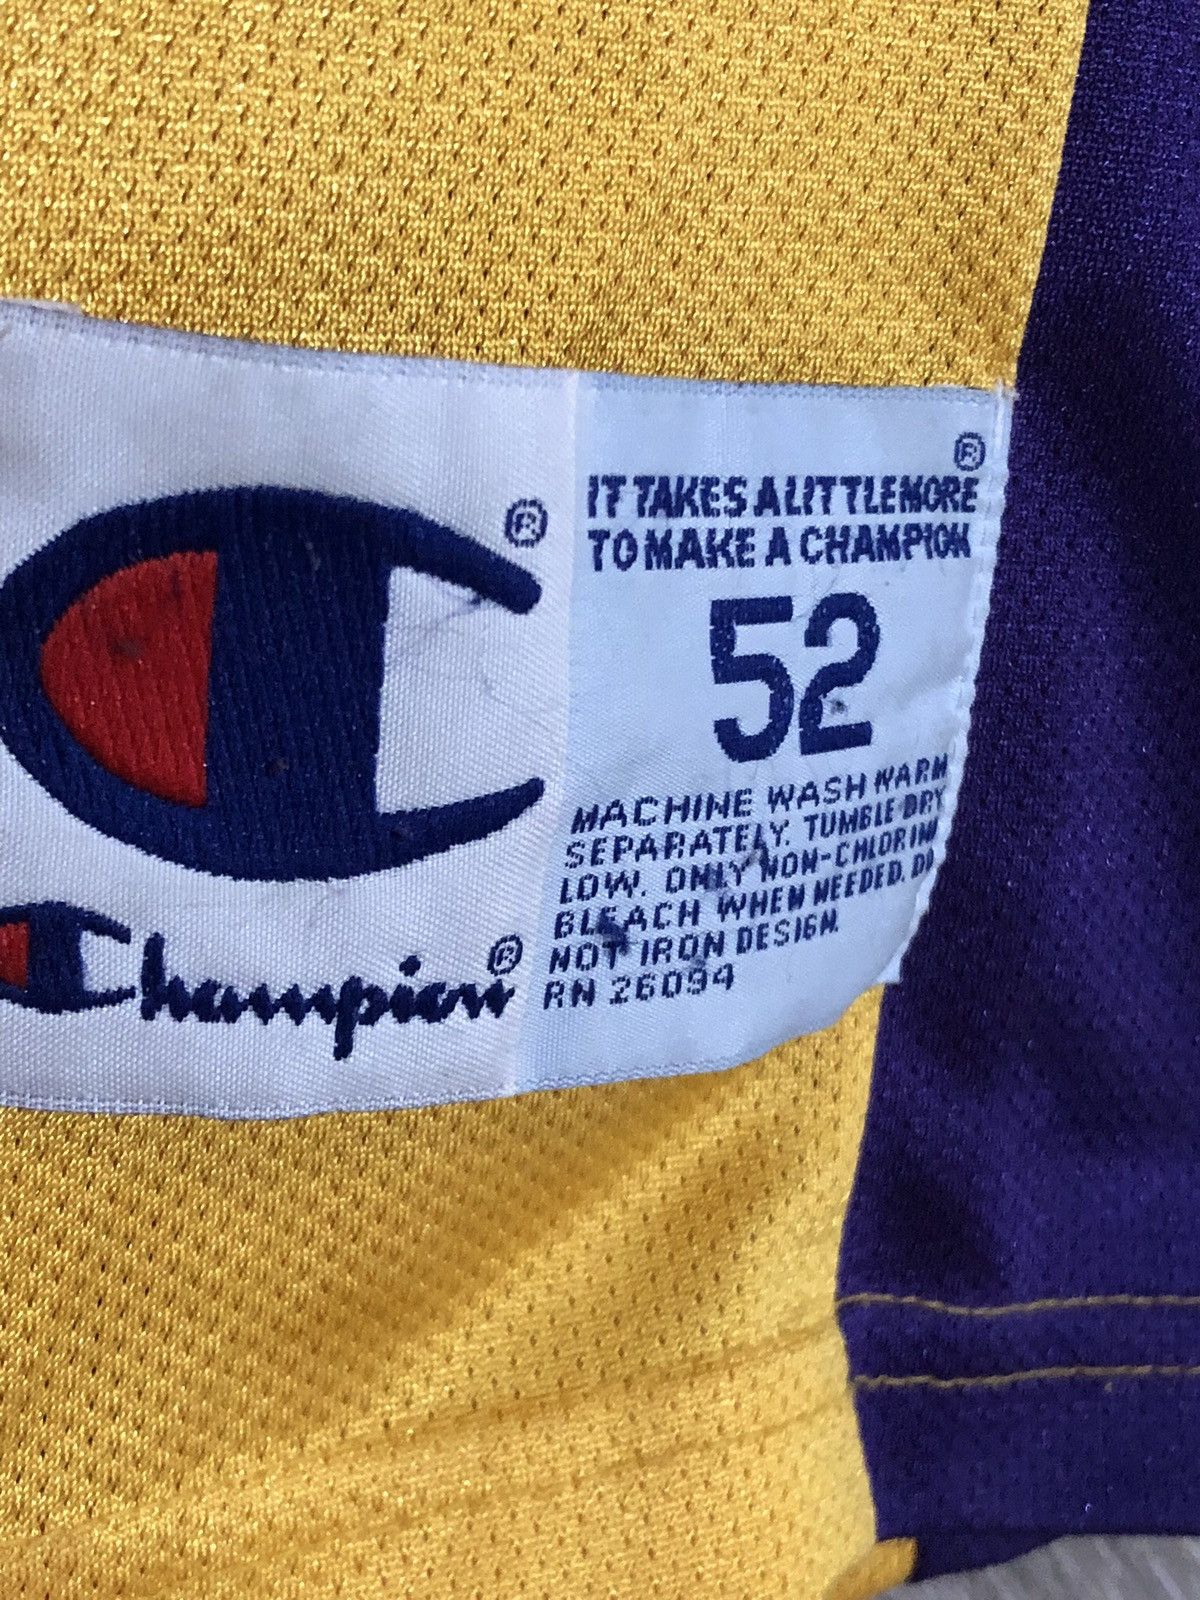 ®
IT TAKES A LITTLE MORE
TO MAKE A CHAMPION
®
52
MACHINE WASH WARM
SEPARATELY. TUMBLE DRY
LOW. ONLY NON-CHLORINE
BLEACH WHEN NEEDED. DO
NOT IRON DESIGN.
RN 26094
Champion®